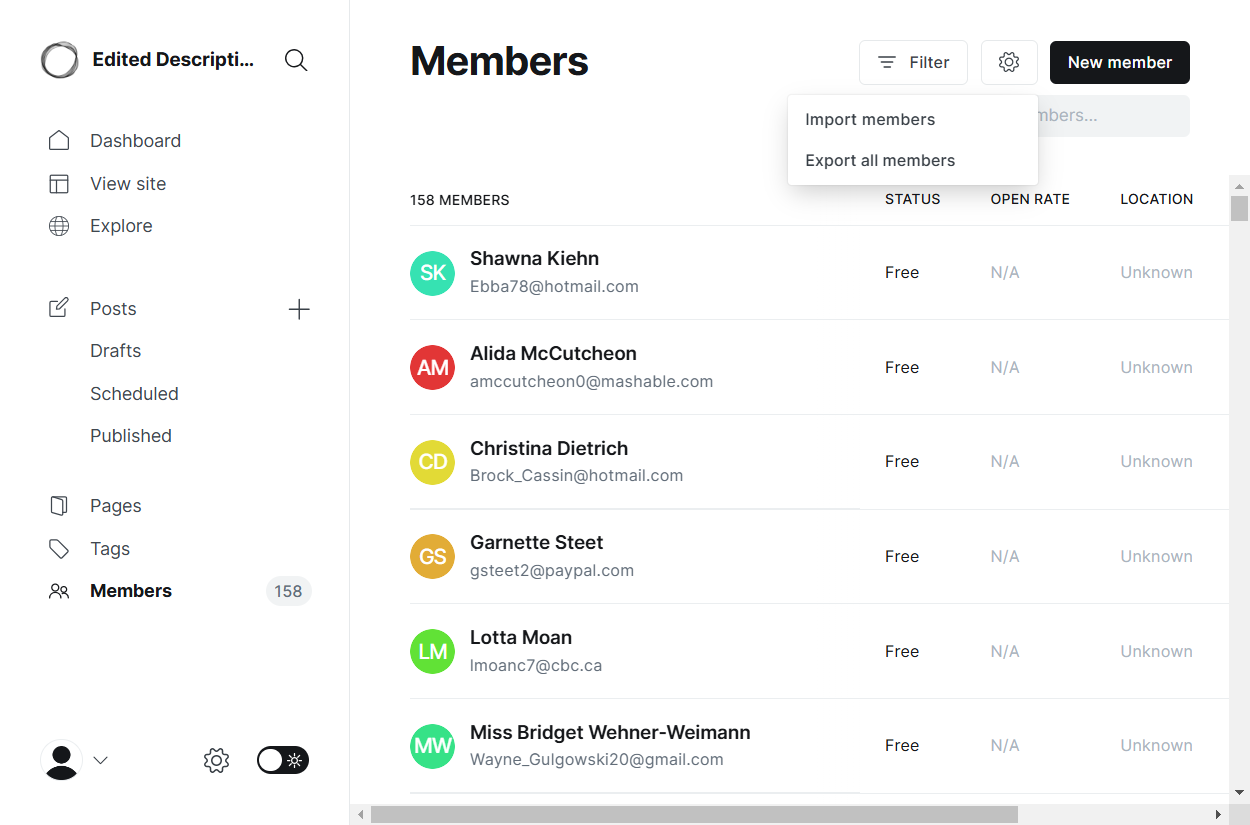 Edited Descripti...
Dashboard
View site
Explore
Posts
Drafts
Scheduled
Published
Pages
Tags
Members 158
Members
Filter
New member
Import members
Export all members
158 MEMBERS STATUS OPEN RATE LOCATION
SK
Shawna Kiehn
Ebba78@hotmail.com
Free N/A Unknown
AM
Alida McCutcheon
amccutcheon0@mashable.com
Free N/A Unknown
CD
Christina Dietrich
Brock_Cassin@hotmail.com
Free N/A Unknown
GS
Garnette Steet
gsteet2@paypal.com
Free N/A Unknown
LM
Lotta Moan
lmoanc7@cbc.ca
Free N/A Unknown
MW
Miss Bridget Wehner-Weimann
Wayne_Gulgowski20@gmail.com
Free N/A Unknown